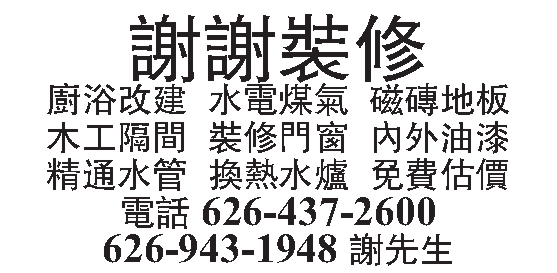 謝謝裝修
廚浴改建 水電煤氣 磁磚地板
木工隔間 裝修門窗 內外油漆
精通水管 換熱水爐 免費估價
電話 626-437-2600
626-943-1948 謝先生